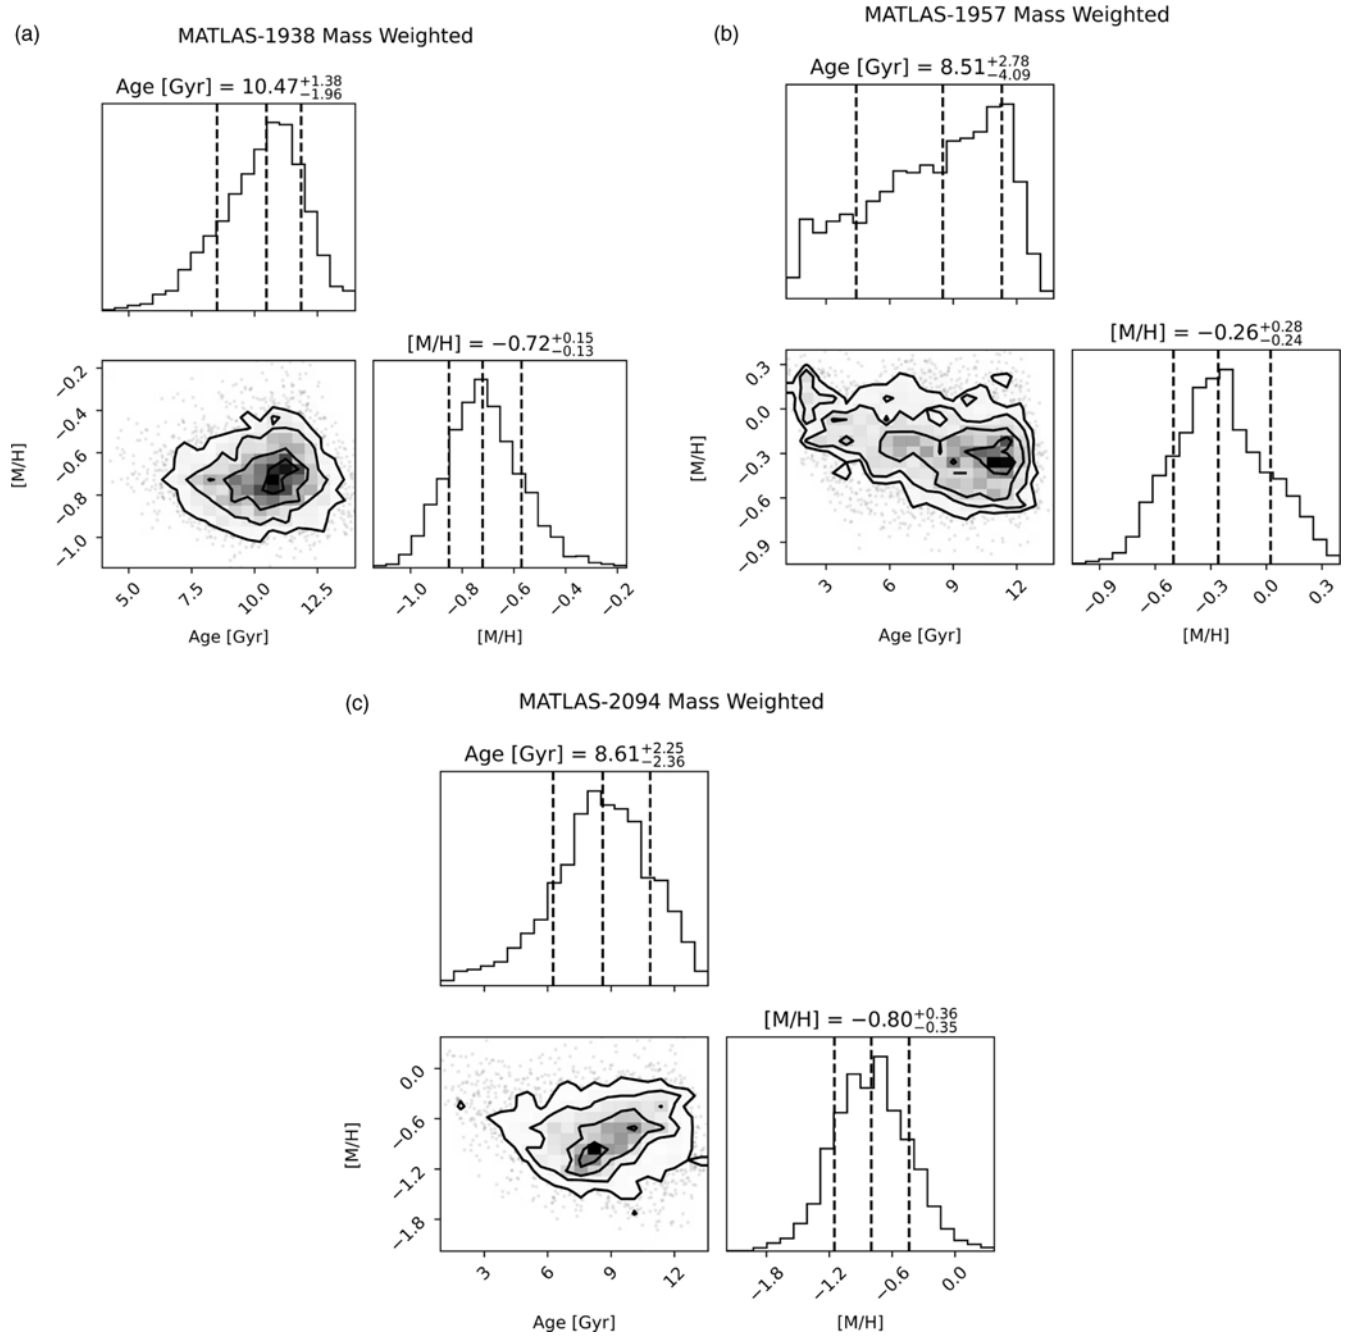 (a)
MATLAS-1938 Mass Weighted
Age [Gyr] = 10.47+1.38−1.96
[M/H] = −0.72+0.15−0.13
−0.2
−0.4
−0.6
−0.8
−1.0
[M/H]
5.0 7.5 10.0 12.5
Age [Gyr]
−1.0 −0.8 −0.6 −0.4 −0.2
[M/H]
(b)
MATLAS-1957 Mass Weighted
Age [Gyr] = 8.51+2.78−4.09
[M/H] = −0.26+0.28−0.24
0.3
0.0
−0.3
−0.6
−0.9
[M/H]
3 6 9 12
Age [Gyr]
−0.9 −0.6 −0.3 0.0 0.3
[M/H]
(c)
MATLAS-2094 Mass Weighted
Age [Gyr] = 8.61+2.25−2.36
[M/H] = −0.80+0.36−0.35
0.0
−0.6
−1.2
−1.8
[M/H]
3 6 9 12
Age [Gyr]
−1.8 −1.2 −0.6 0.0
[M/H]